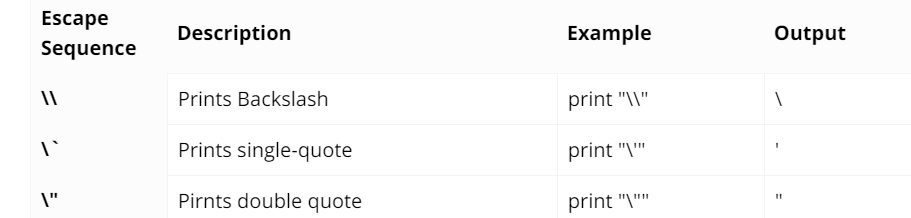 Escape Sequence Description Example Output
\\ Prints Backslash print "\\" \
\` Prints single-quote print "\'" '
\" Pirnts double quote print "\"" "